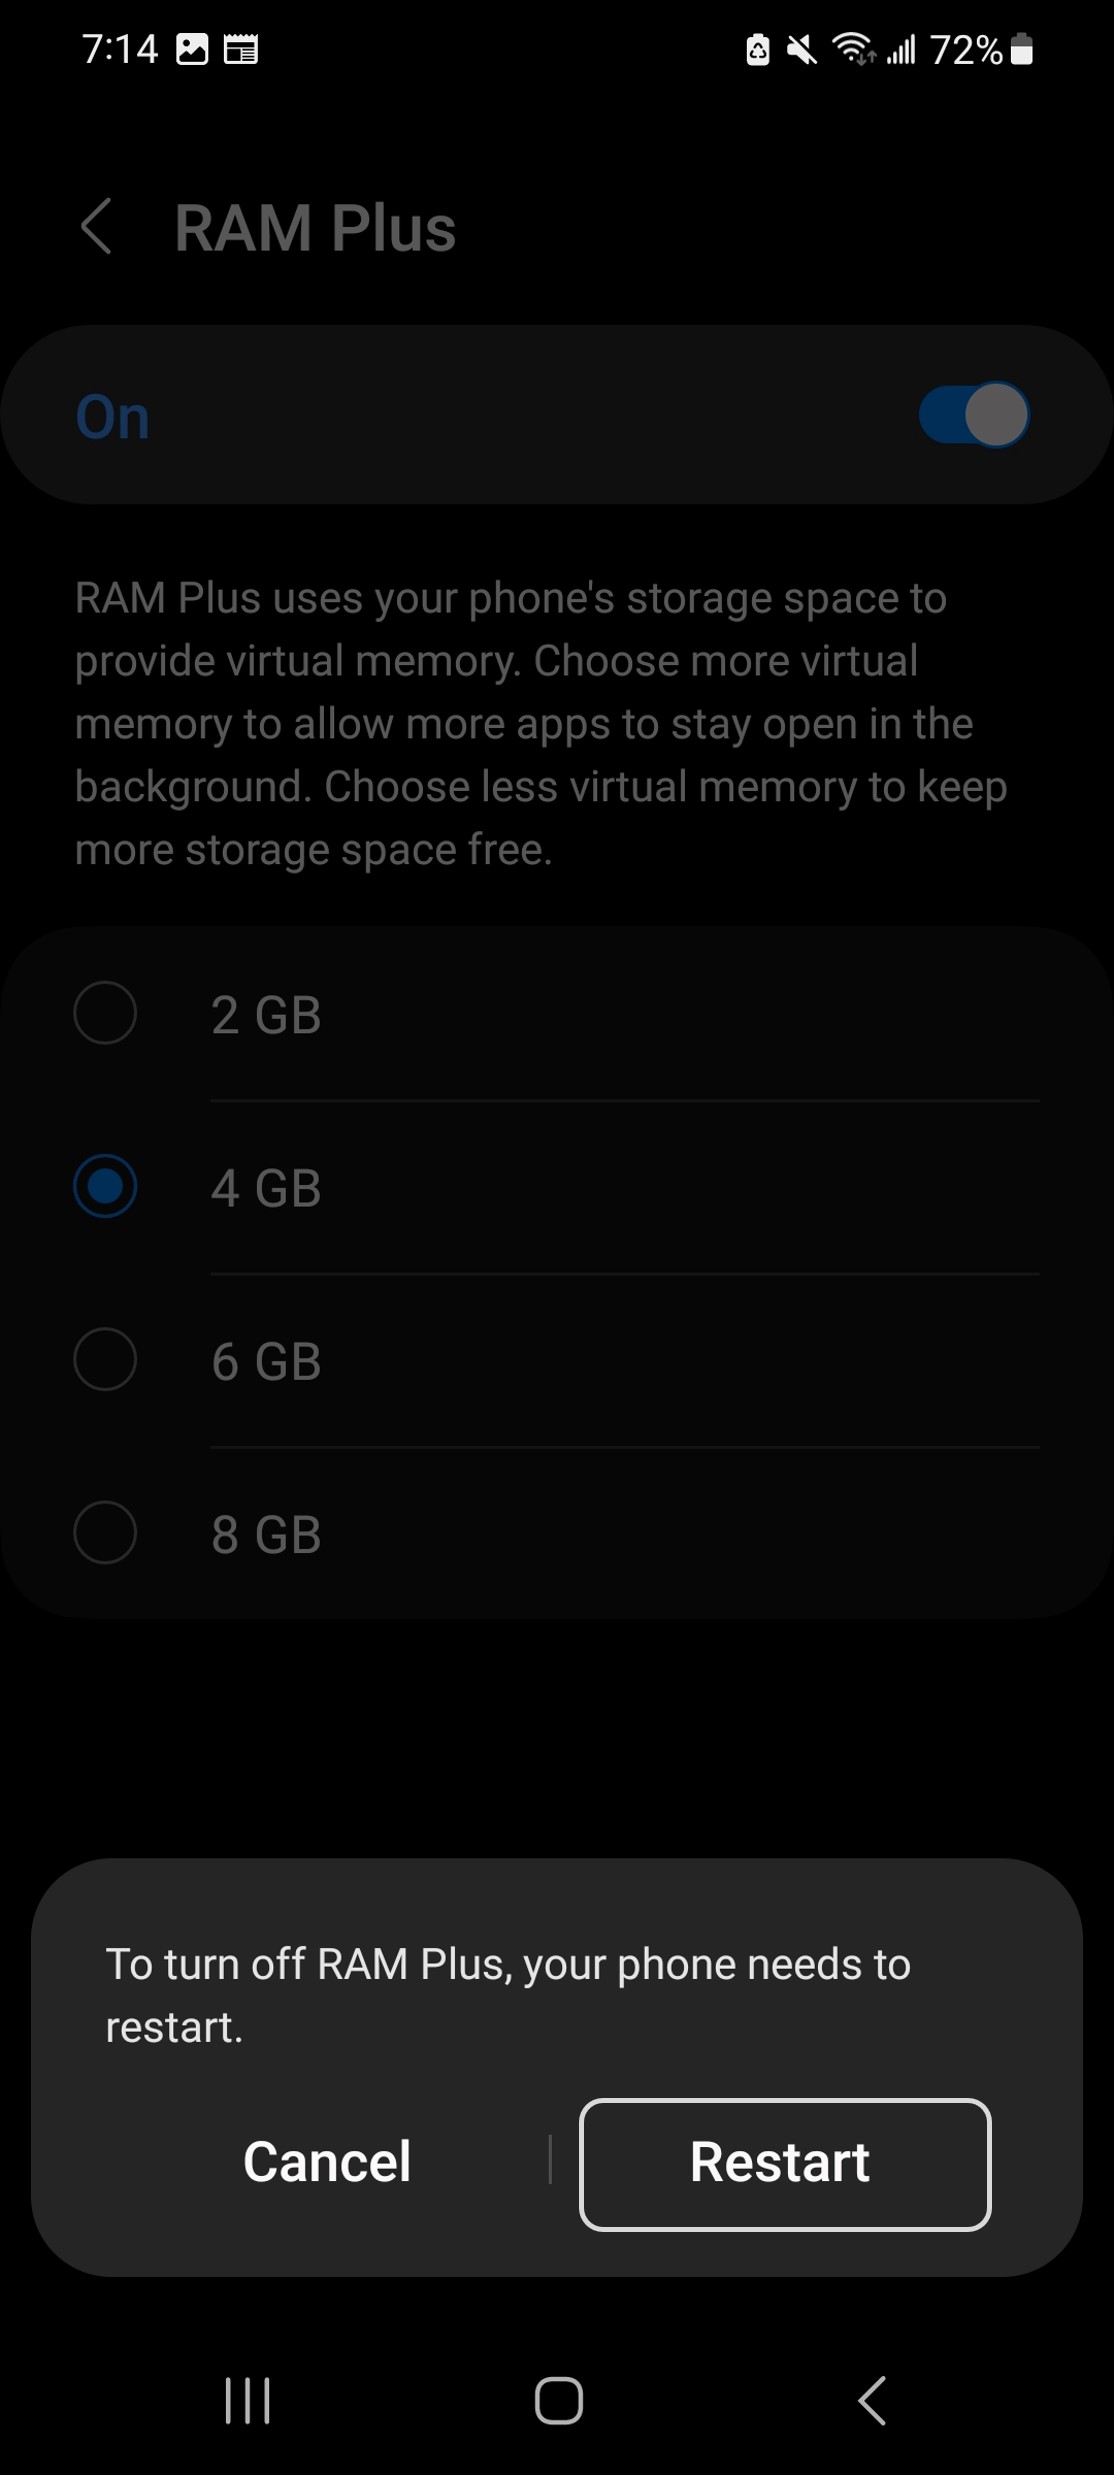 7:14
72%
RAM Plus
On
RAM Plus uses your phone's storage space to
provide virtual memory. Choose more virtual
memory to allow more apps to stay open in the
background. Choose less virtual memory to keep
more storage space free.
2 GB
4 GB
6 GB
8 GB
To turn off RAM Plus, your phone needs to
restart.
Cancel
Restart